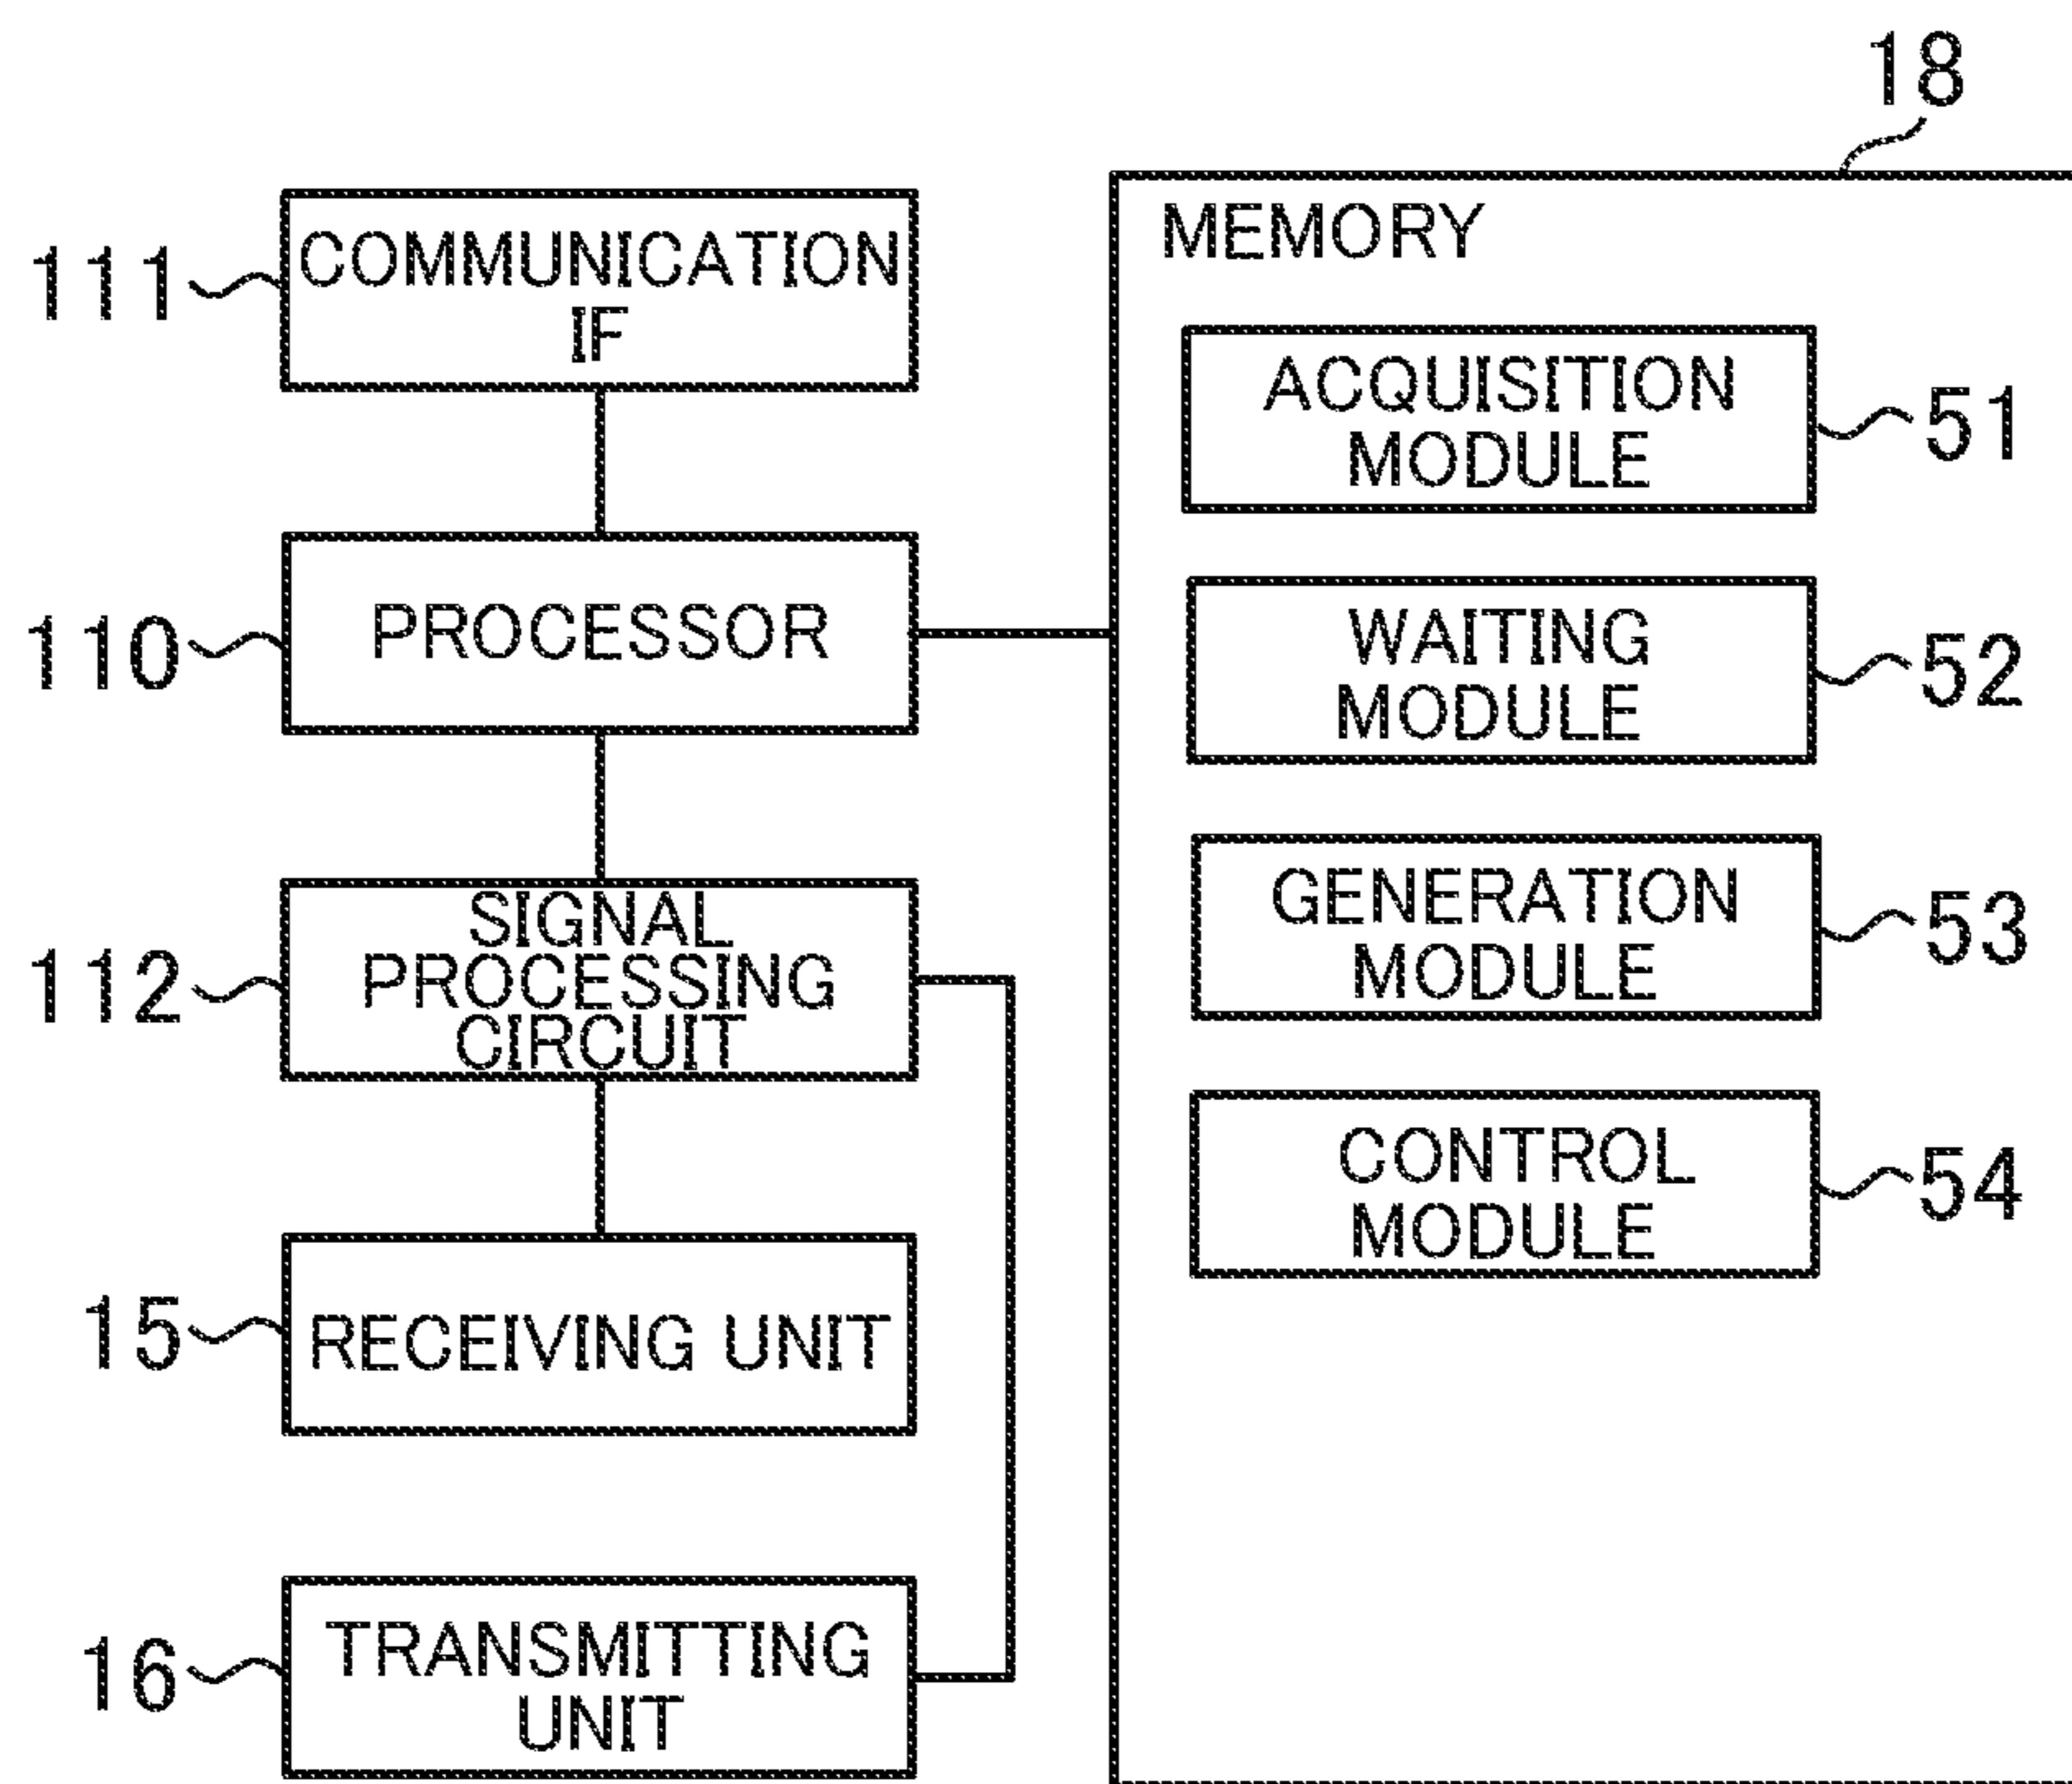 18
111
COMMUNICATION
IF
110
PROCESSOR
112
SIGNAL
PROCESSING
CIRCUIT
15
RECEIVING UNIT
16
TRANSMITTING
UNIT
MEMORY
ACQUISITION
MODULE
51
WAITING
MODULE
52
GENERATION
MODULE
53
CONTROL
MODULE
54